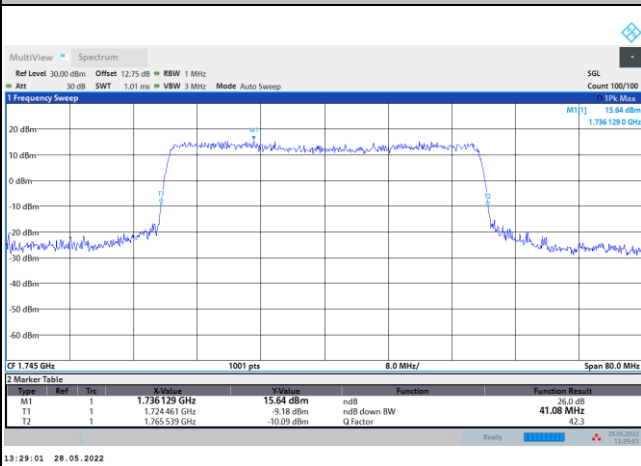 MultiView Spectrum
Ref Level 30.00 dBm Offset 12.75 dB RBW 1 MHz SGL
Att 30 dB SWT 1.01 ms VBW 3 MHz Mode Auto Sweep Count 100/100
1 Frequency Sweep 1Pk Max
M1[1] 15.64 dBm
1.736 129 0 GHz
M1
20 dBm
10 dBm
0 dBm
T1
T2
-10 dBm
-20 dBm
-30 dBm
-40 dBm
-50 dBm
-60 dBm
CF 1.745 GHz 1001 pts 8.0 MHz/ Span 80.0 MHz
2 Marker Table
Type Ref Trc X-Value Y-Value Function Function Result
M1 1 1.736 129 GHz 15.64 dBm ndB 26.0 dB
T1 1 1.724 461 GHz -9.18 dBm ndB down BW 41.08 MHz
T2 1 1.765 539 GHz -10.09 dBm Q Factor 42.3
Ready 28.05.2022
13:29:01
13:29:01 28.05.2022